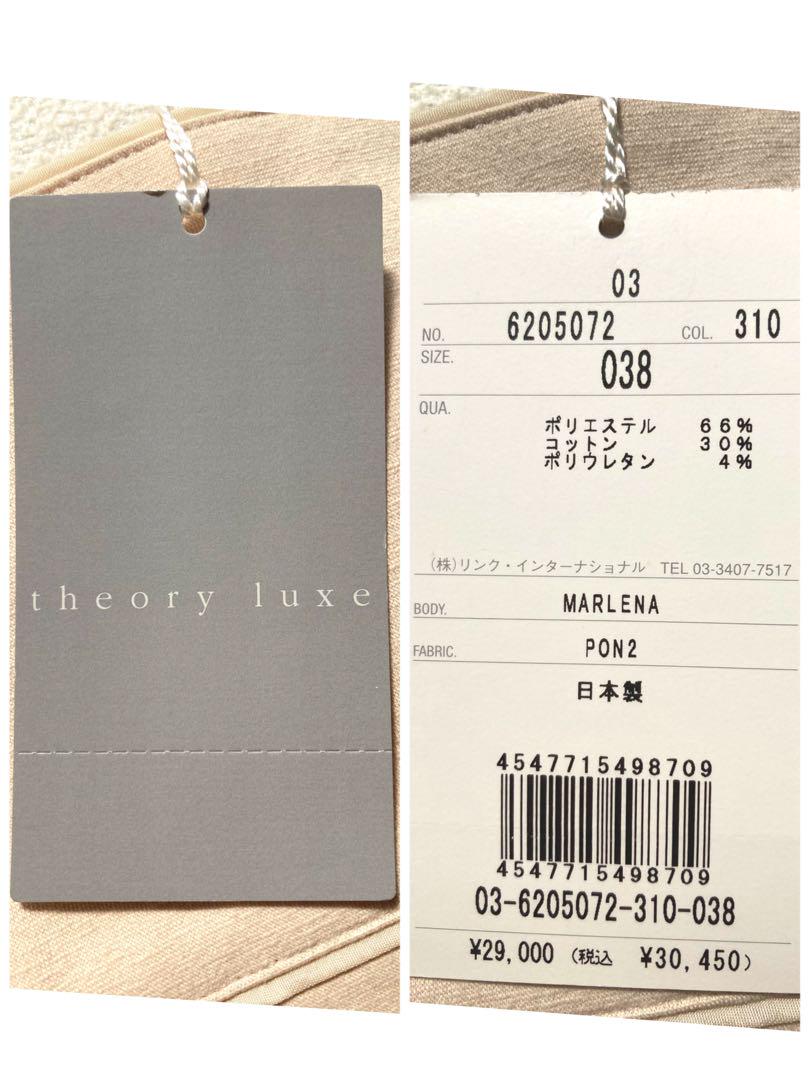 theory luxe
03
NO. 6205072 COL. 310
SIZE. 038
QUA.
ポリエステル 66%
コットン 30%
ポリウレタン 4%
(株)リンク・インターナショナル TEL 03-3407-7517
BODY. MARLENA
FABRIC. PON2
日本製
4547715498709
4547715498709
03-6205072-310-038
¥29,000 (税込 ¥30,450)